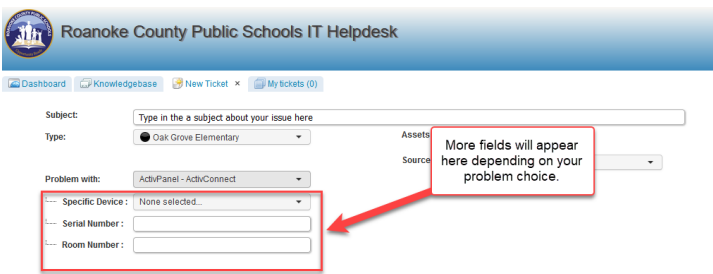 Roanoke County Public Schools IT Helpdesk
Dashboard Knowledgebase New Ticket × My tickets (0)
Subject: Type in the a subject about your issue here
Type: Oak Grove Elementary Assets
Source
More fields will appear
here depending on your
problem choice.
Problem with: ActivPanel - ActivConnect
Specific Device : None selected...
Serial Number :
Room Number :